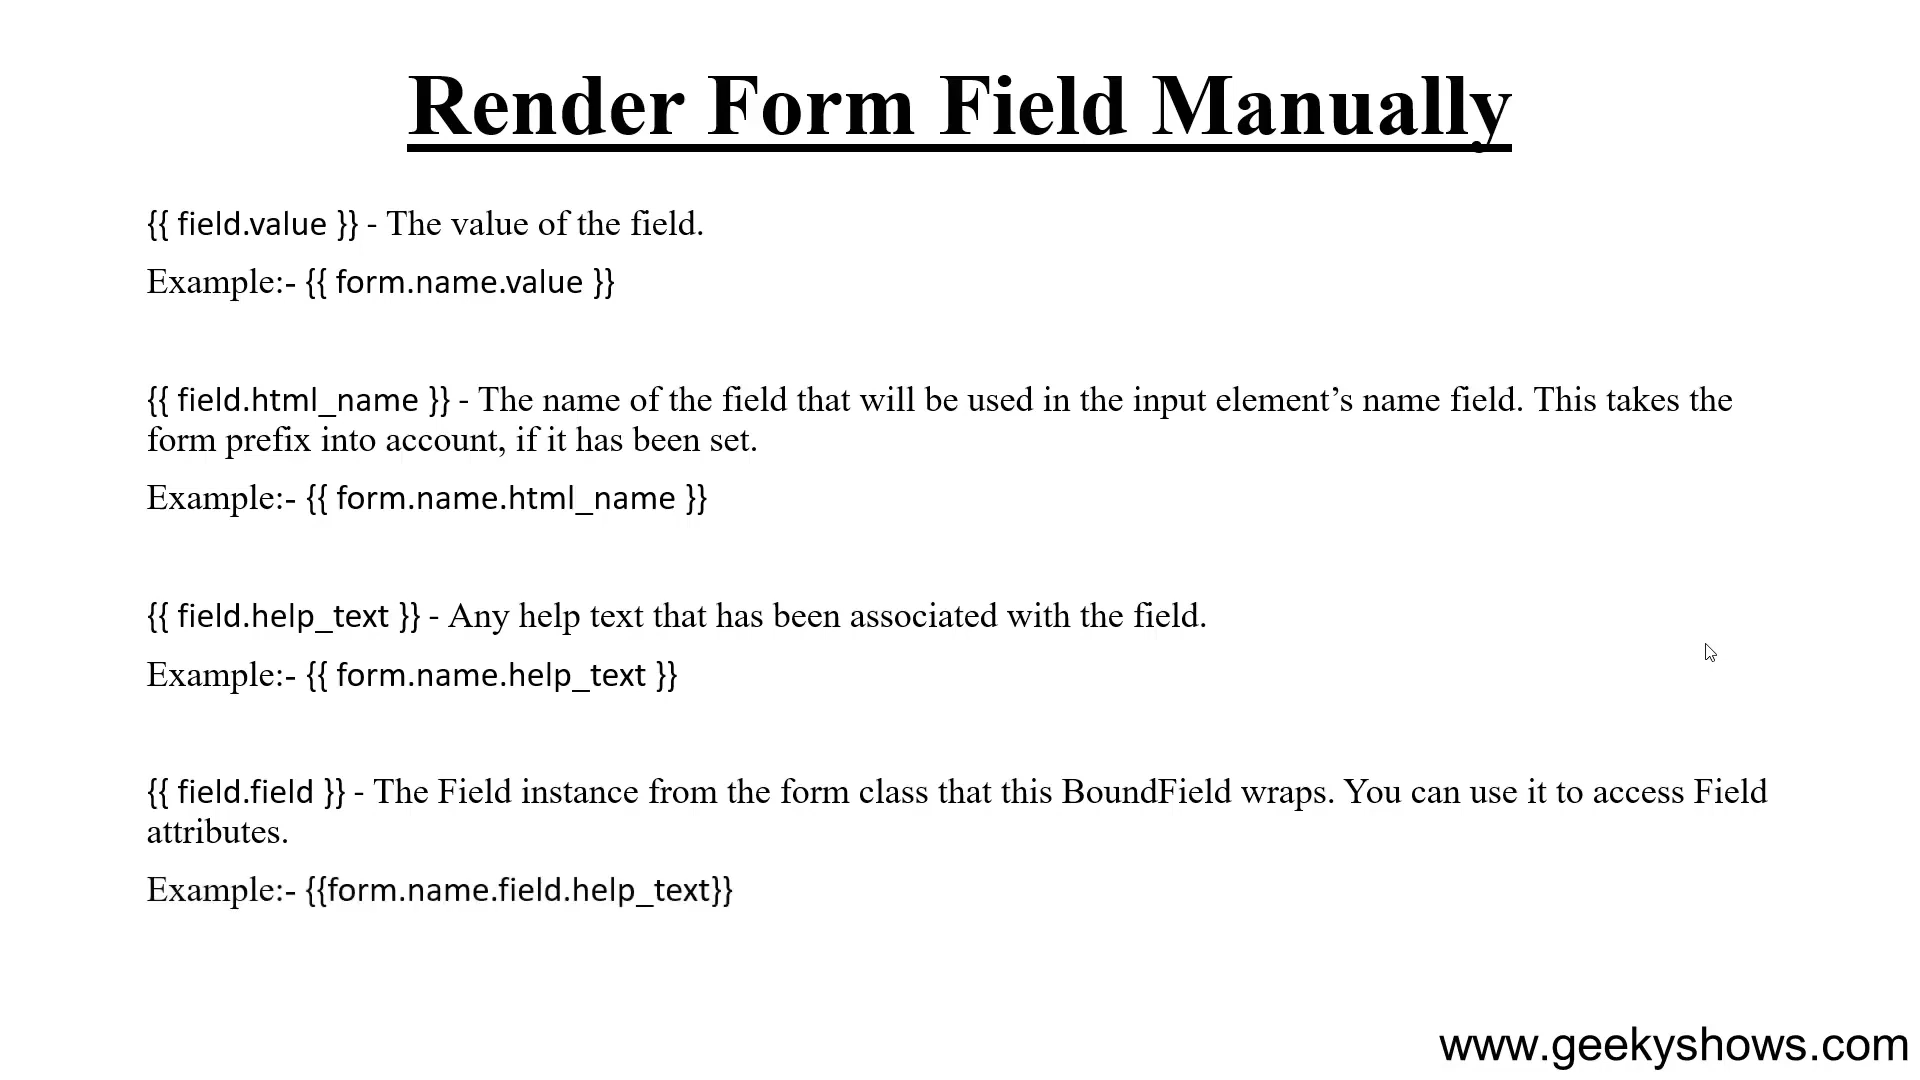 Render Form Field Manually
{{ field.value }} - The value of the field.
Example:- {{ form.name.value }}
{{ field.html_name }} - The name of the field that will be used in the input element’s name field. This takes the
form prefix into account, if it has been set.
Example:- {{ form.name.html_name }}
{{ field.help_text }} - Any help text that has been associated with the field.
Example:- {{ form.name.help_text }}
{{ field.field }} - The Field instance from the form class that this BoundField wraps. You can use it to access Field
attributes.
Example:- {{form.name.field.help_text}}
www.geekyshows.com